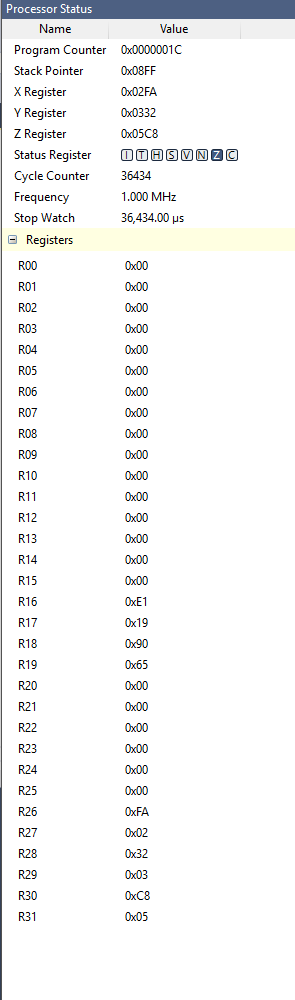 Processor Status
Name Value
Program Counter 0x0000001C
Stack Pointer 0x08FF
X Register 0x02FA
Y Register 0x0332
Z Register 0x05C8
Status Register I T H S V N Z C
Cycle Counter 36434
Frequency 1.000 MHz
Stop Watch 36,434.00 µs
Registers
R00 0x00
R01 0x00
R02 0x00
R03 0x00
R04 0x00
R05 0x00
R06 0x00
R07 0x00
R08 0x00
R09 0x00
R10 0x00
R11 0x00
R12 0x00
R13 0x00
R14 0x00
R15 0x00
R16 0xE1
R17 0x19
R18 0x90
R19 0x65
R20 0x00
R21 0x00
R22 0x00
R23 0x00
R24 0x00
R25 0x00
R26 0xFA
R27 0x02
R28 0x32
R29 0x03
R30 0xC8
R31 0x05